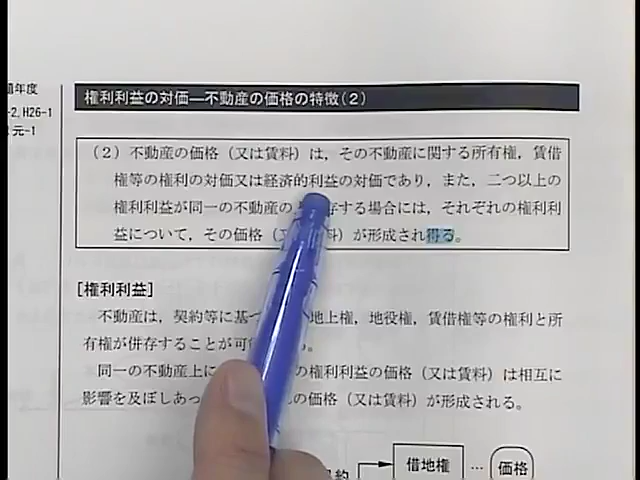 権利利益の対価―不動産の価格の特徴(2)
年度
-2, H26-1
元-1
(2) 不動産の価格(又は賃料)は，その不動産に関する所有権，賃借
権等の権利の対価又は経済的利益の対価であり，また，二つ以上の
権利利益が同一の不動産の 存する場合には，それぞれの権利利
益について，その価格( 料)が形成され得る。
[権利利益]
不動産は，契約等に基づ 地上権，地役権，賃借権等の権利と所
有権が併存することが可 。
同一の不動産上に の権利利益の価格(又は賃料)は相互に
影響を及ぼしあっ の価格(又は賃料)が形成される。
約 借地権 … 価格